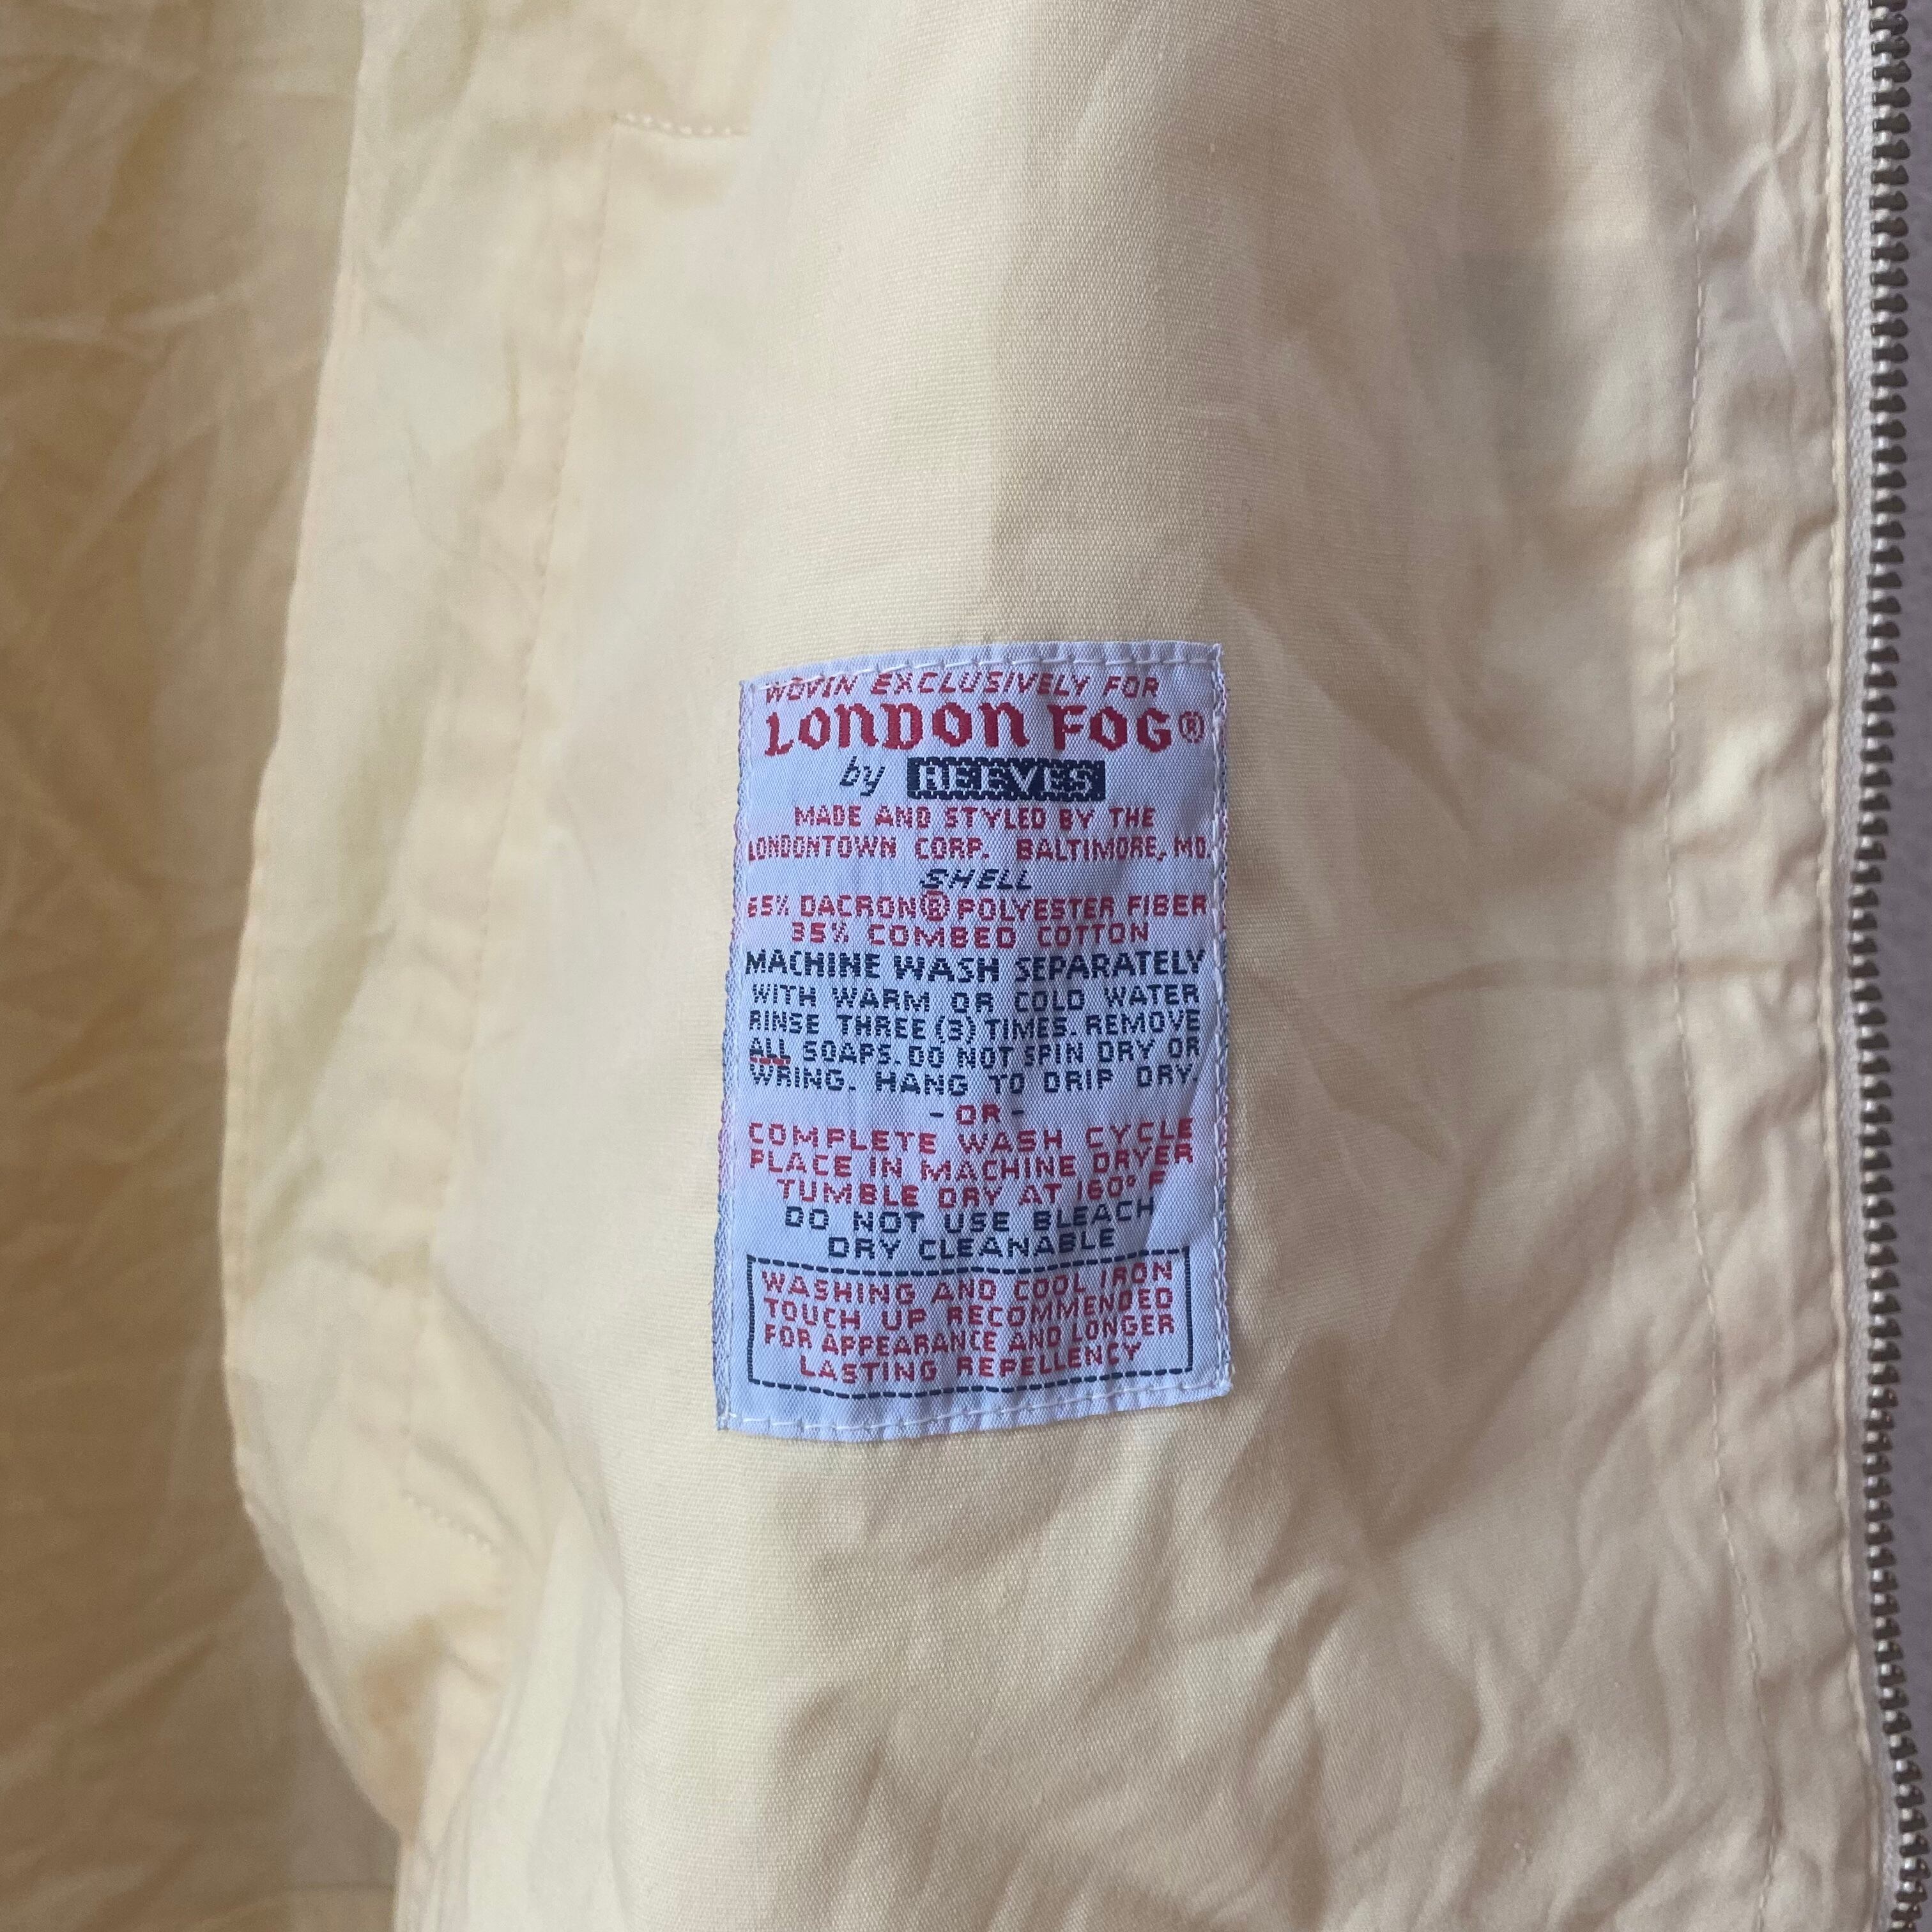 WOVEN EXCLUSIVELY FOR
LONDON FOG®
by REEVES
MADE AND STYLED BY THE
LONDONTOWN CORP. BALTIMORE, MD.
SHELL
65% DACRON® POLYESTER FIBER
35% COMBED COTTON
MACHINE WASH SEPARATELY
WITH WARM OR COLD WATER
RINSE THREE (3) TIMES. REMOVE
ALL SOAPS. DO NOT SPIN DRY OR
WRING. HANG TO DRIP DRY.
- OR -
COMPLETE WASH CYCLE
PLACE IN MACHINE DRYER
TUMBLE DRY AT 160° F
DO NOT USE BLEACH
DRY CLEANABLE
WASHING AND COOL IRON
TOUCH UP RECOMMENDED
FOR APPEARANCE AND LONGER
LASTING REPELLENCY